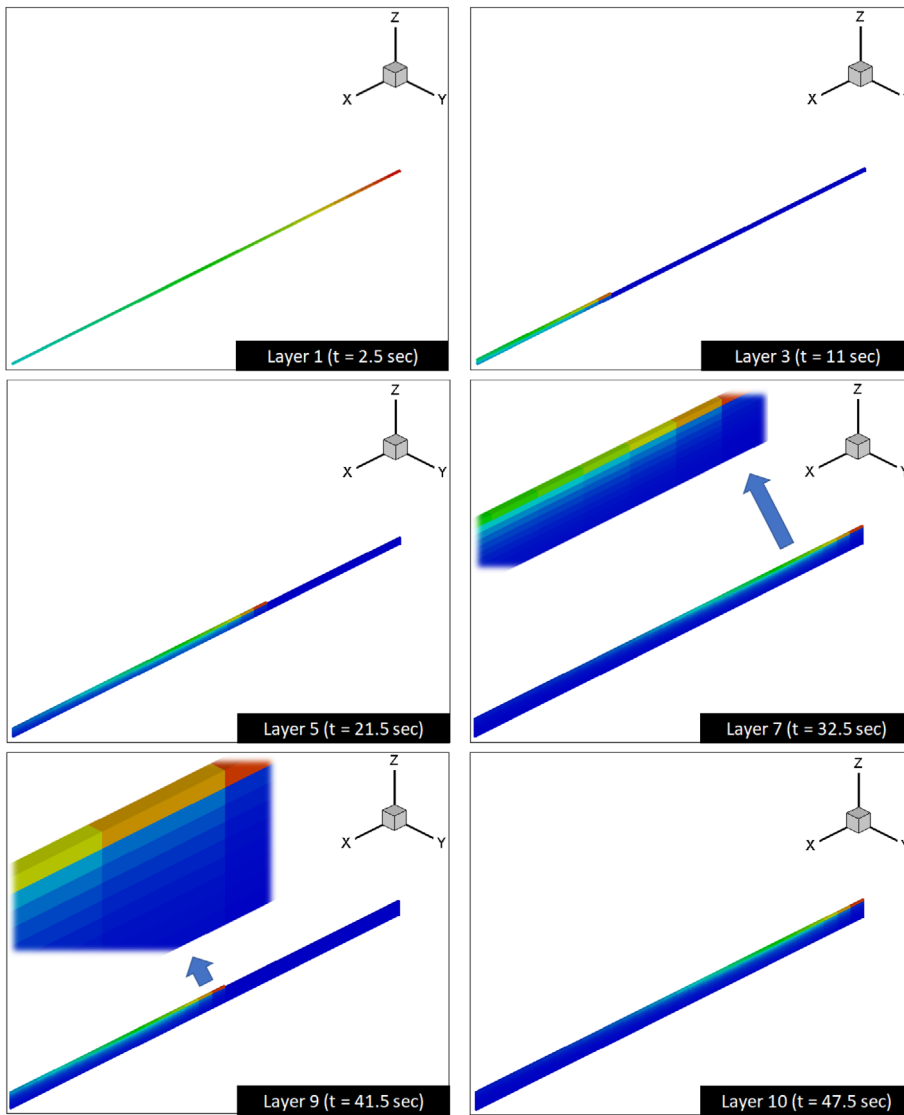 Z
X
Y
Layer 1 (t = 2.5 sec)
Z
X
Y
Layer 3 (t = 11 sec)
Z
X
Y
Layer 5 (t = 21.5 sec)
Z
X
Y
Layer 7 (t = 32.5 sec)
Z
X
Y
Layer 9 (t = 41.5 sec)
Z
X
Y
Layer 10 (t = 47.5 sec)